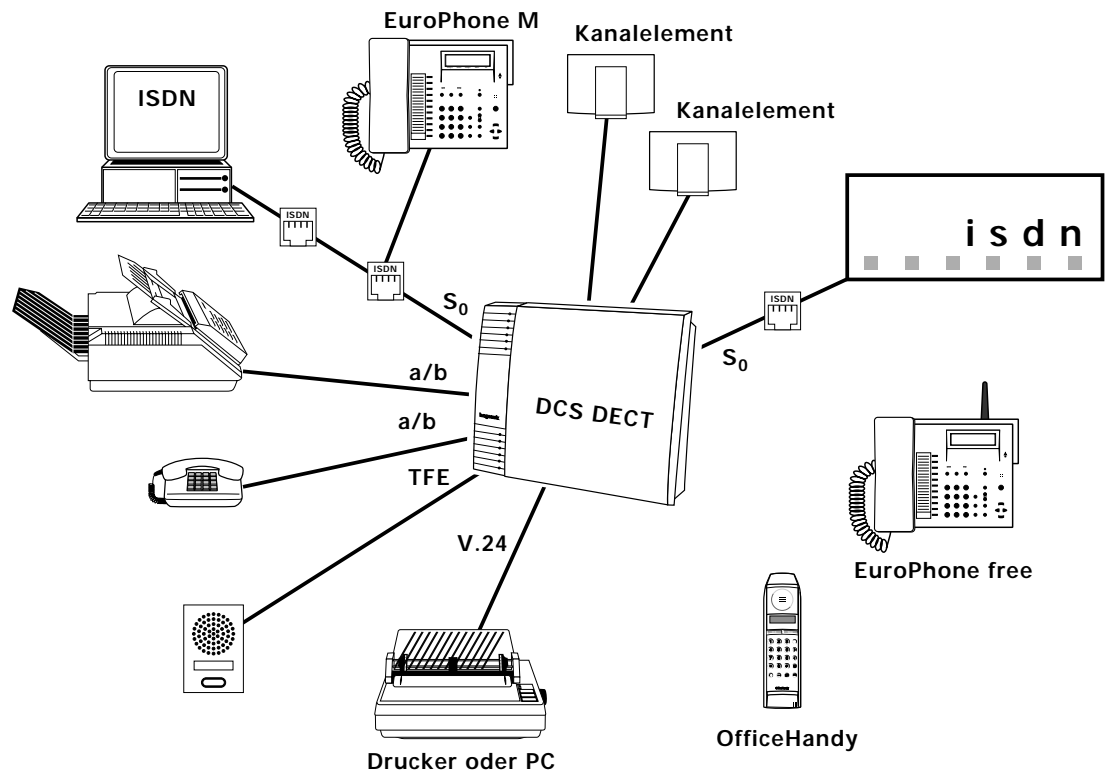 EuroPhone M
Kanalelement
ISDN
Kanalelement
ISDN
isdn
ISDN
ISDN
S0
S0
a/b
DCS DECT
a/b
TFE
V.24
EuroPhone free
OfficeHandy
Drucker oder PC